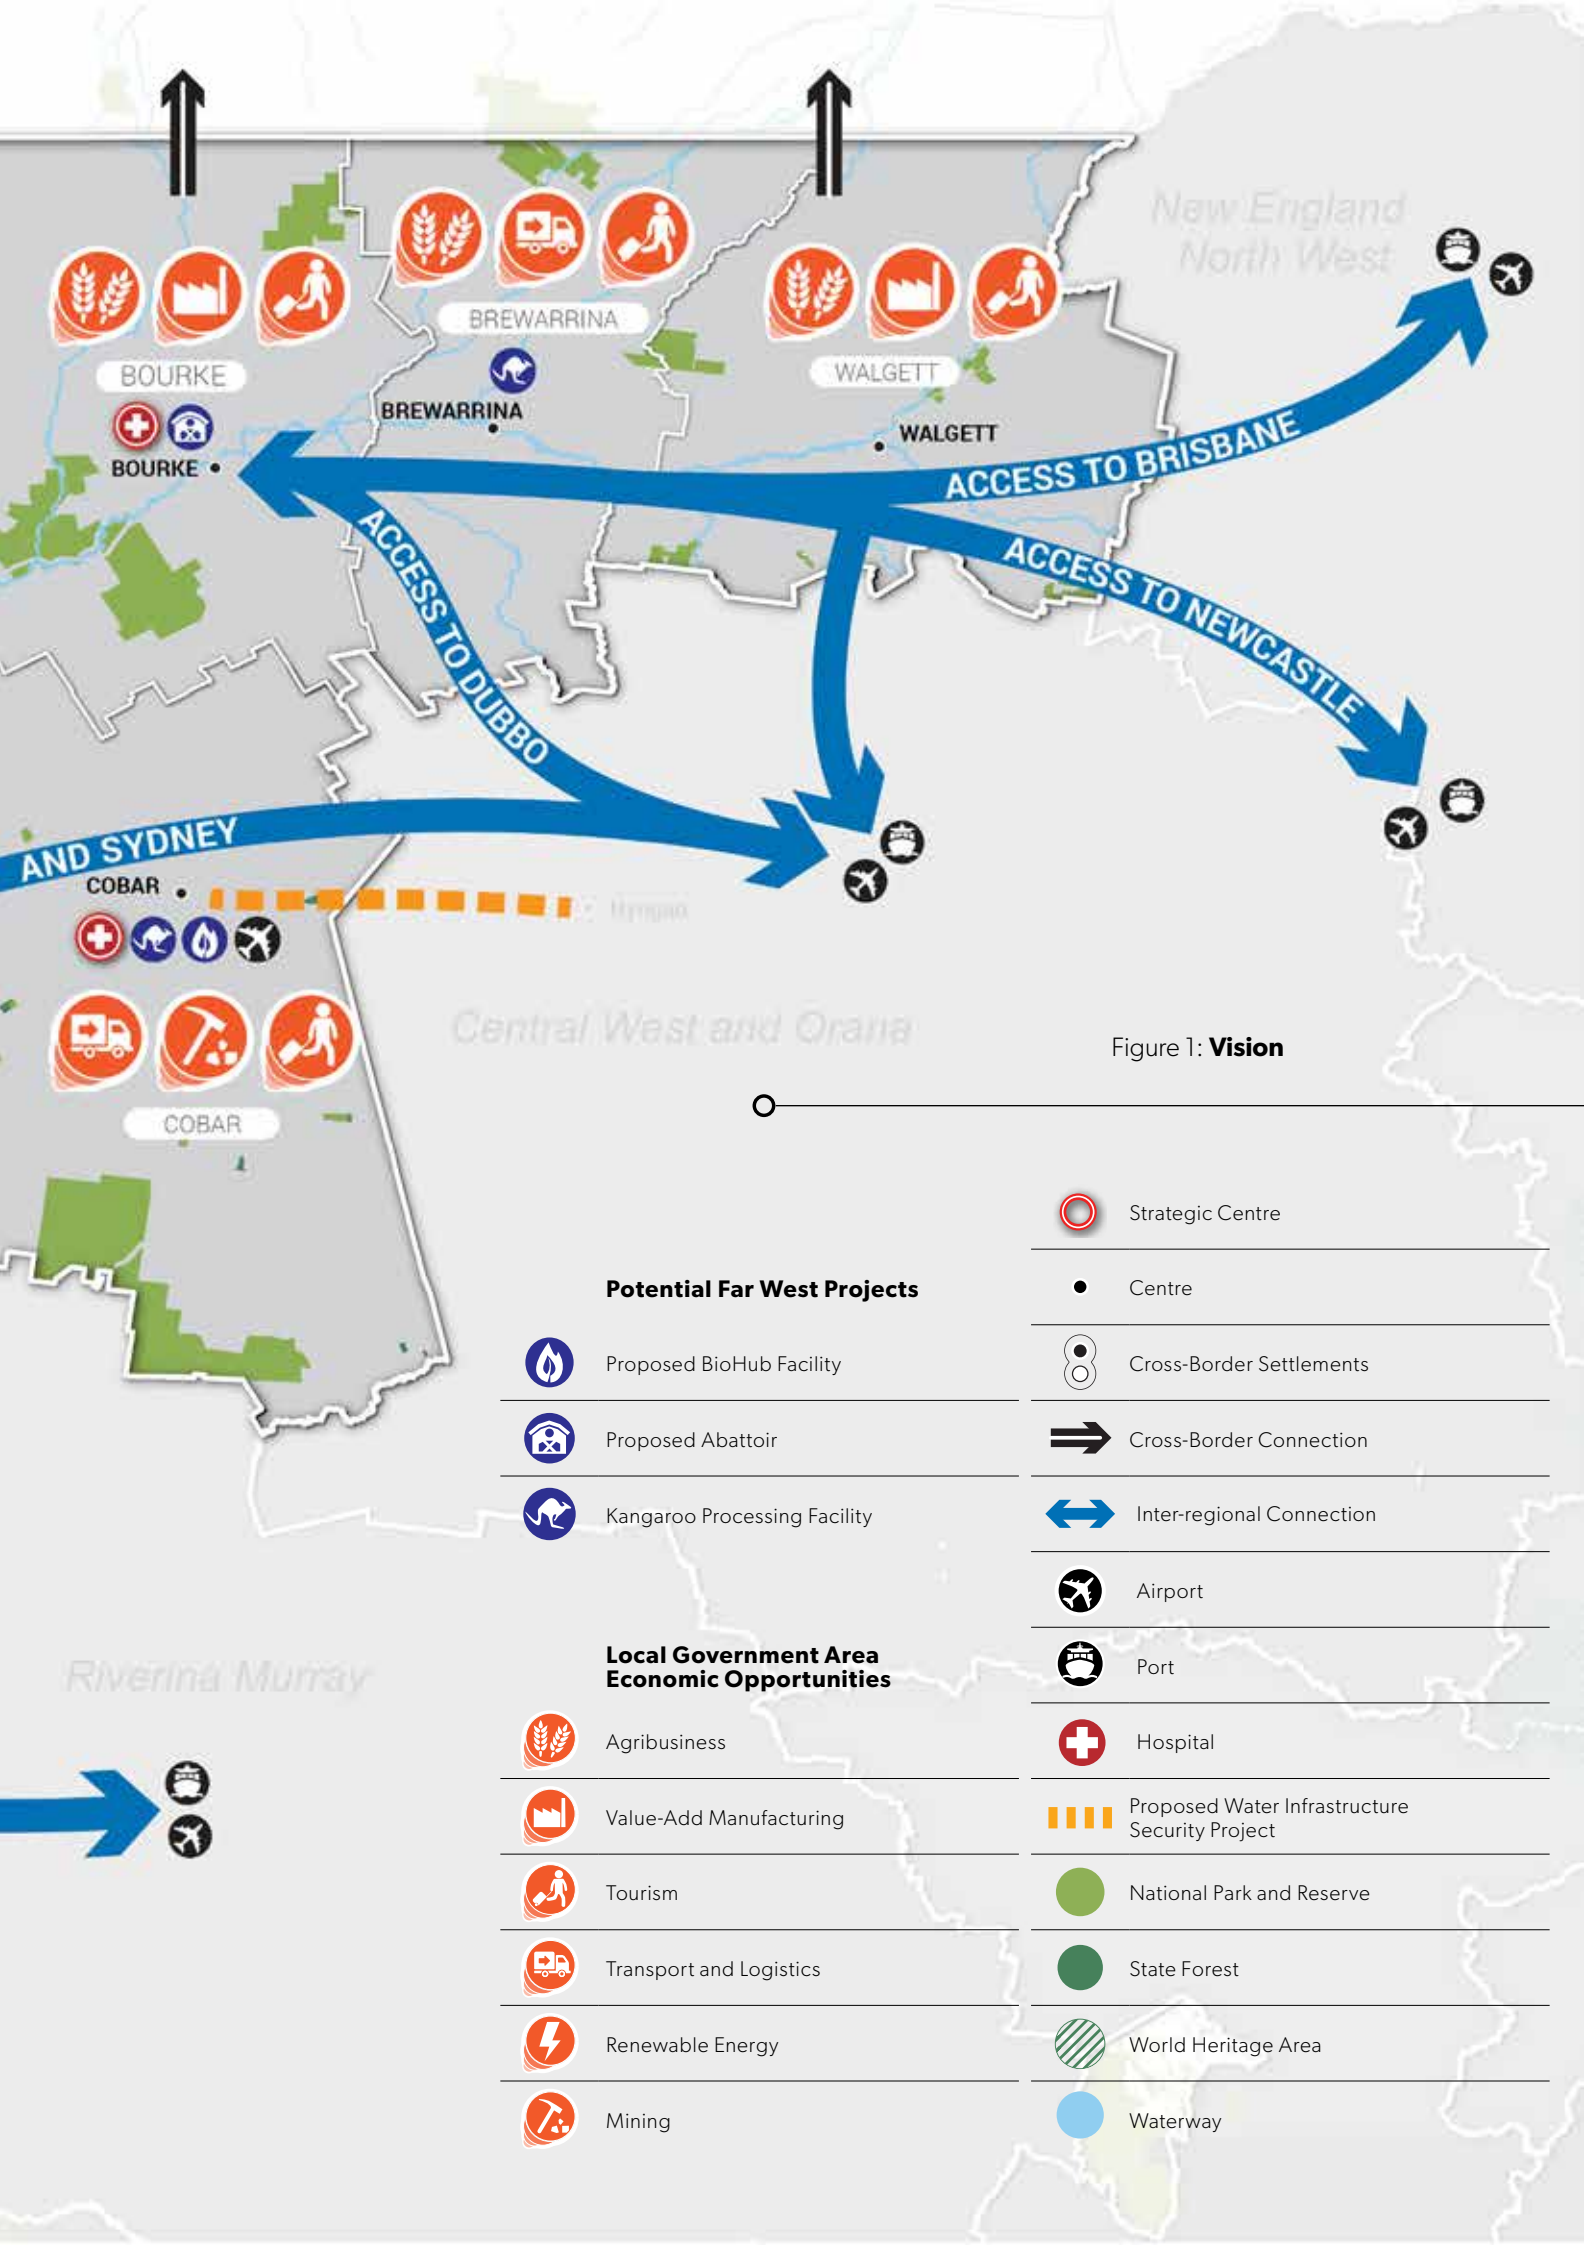 New England
North West
BREWARRINA
BOURKE
WALGETT
BREWARRINA
WALGETT
BOURKE
ACCESS TO BRISBANE
ACCESS TO NEWCASTLE
ACCESS TO DUBBO
AND SYDNEY
COBAR
Nyngan
Central West and Orana
COBAR
Figure 1: Vision
Riverina Murray
Potential Far West Projects
Proposed BioHub Facility
Proposed Abattoir
Kangaroo Processing Facility
Local Government Area
Economic Opportunities
Agribusiness
Value-Add Manufacturing
Tourism
Transport and Logistics
Renewable Energy
Mining
Strategic Centre
Centre
Cross-Border Settlements
Cross-Border Connection
Inter-regional Connection
Airport
Port
Hospital
Proposed Water Infrastructure
Security Project
National Park and Reserve
State Forest
World Heritage Area
Waterway